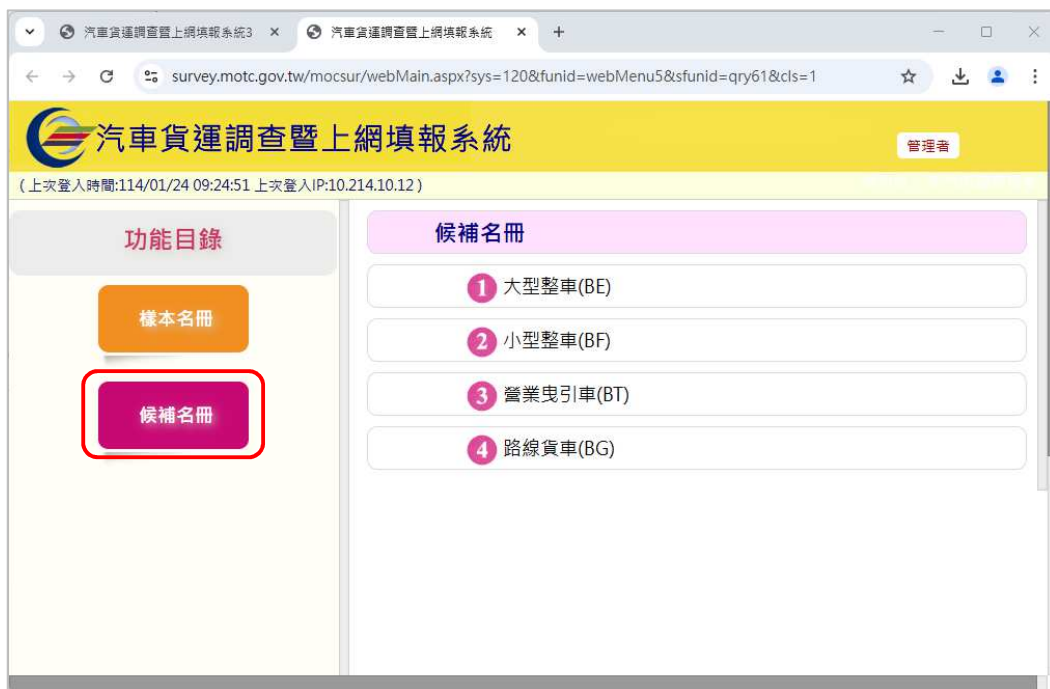 汽車貨運調查暨上網填報系統3
汽車貨運調查暨上網填報系統
survey.motc.gov.tw/mocsur/webMain.aspx?sys=120&funid=webMenu5&sfunid=qry61&cls=1
汽車貨運調查暨上網填報系統
管理者
(上次登入時間:114/01/24 09:24:51 上次登入IP:10.214.10.12)
功能目錄
樣本名冊
候補名冊
候補名冊
1 大型整車(BE)
2 小型整車(BF)
3 營業曳引車(BT)
4 路線貨車(BG)